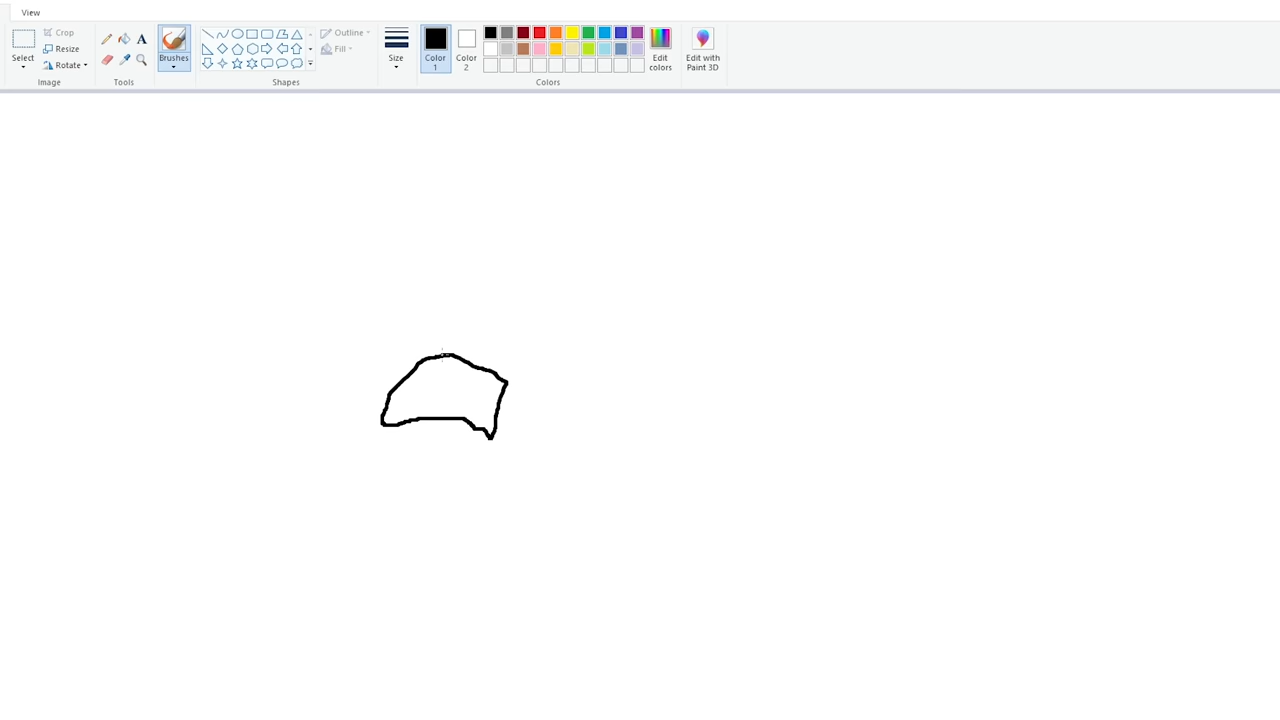 View
Select
Crop
Resize
Rotate
Image
Tools
Brushes
Outline
Fill
Shapes
Size
Color 1
Color 2
Colors
Edit colors
Edit with Paint 3D